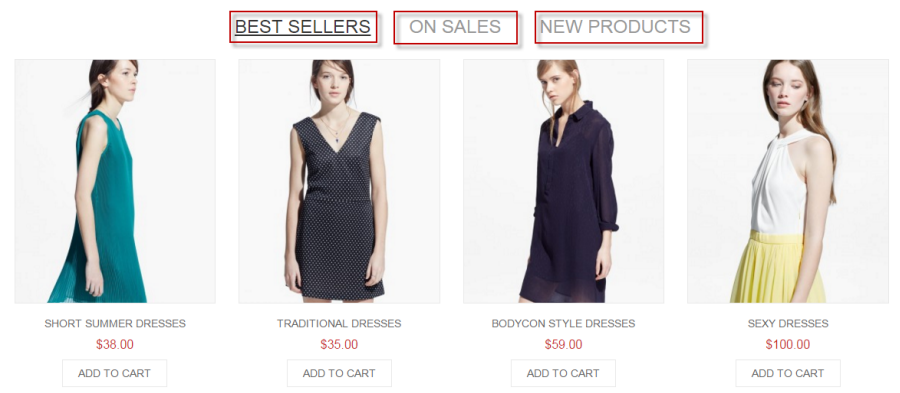 BEST SELLERS ON SALES NEW PRODUCTS
SHORT SUMMER DRESSES TRADITIONAL DRESSES BODYCON STYLE DRESSES SEXY DRESSES
$38.00 $35.00 $59.00 $100.00
ADD TO CART ADD TO CART ADD TO CART ADD TO CART